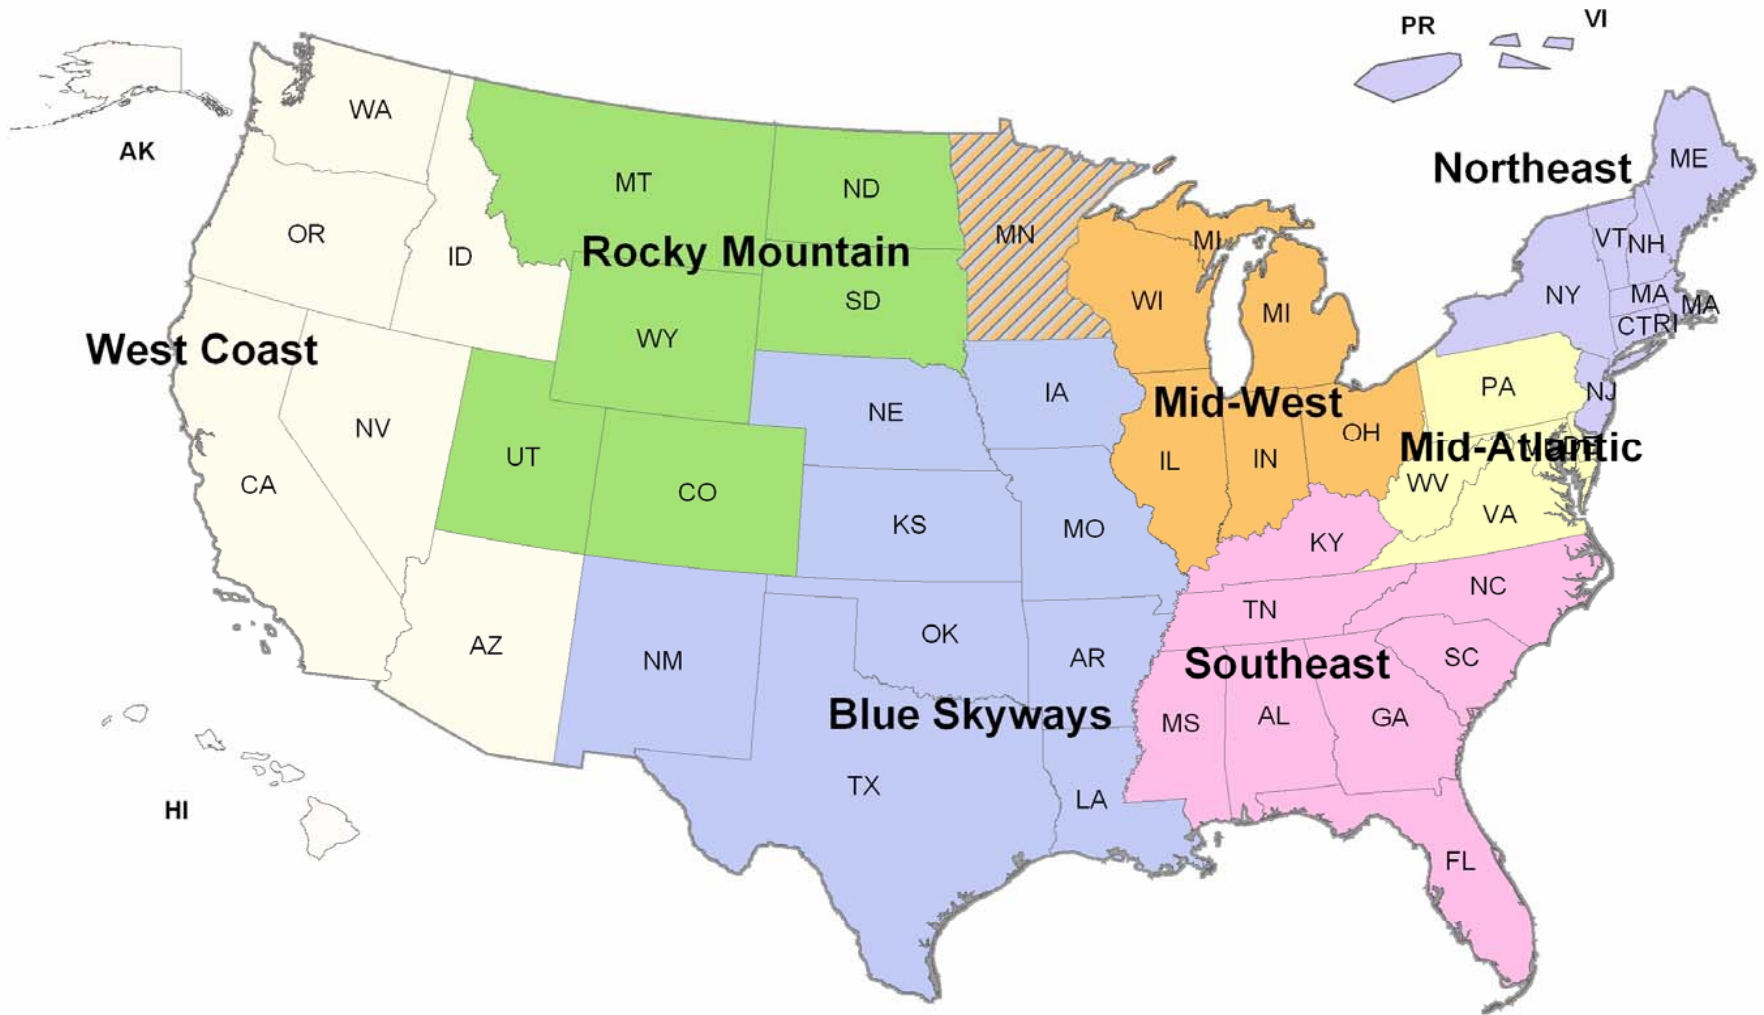 PR
VI
WA
AK
MT
ND
Northeast
ME
OR
ID
Rocky Mountain
MN
MI
VT
NH
SD
WI
MI
NY
MA
MA
WY
CT
RI
West Coast
NE
IA
Mid-West
PA
NJ
NV
UT
OH
Mid-Atlantic
CA
CO
IL
IN
WV
KS
MO
VA
KY
NC
TN
OK
AZ
NM
AR
Southeast
SC
Blue Skyways
MS
AL
GA
TX
LA
HI
FL